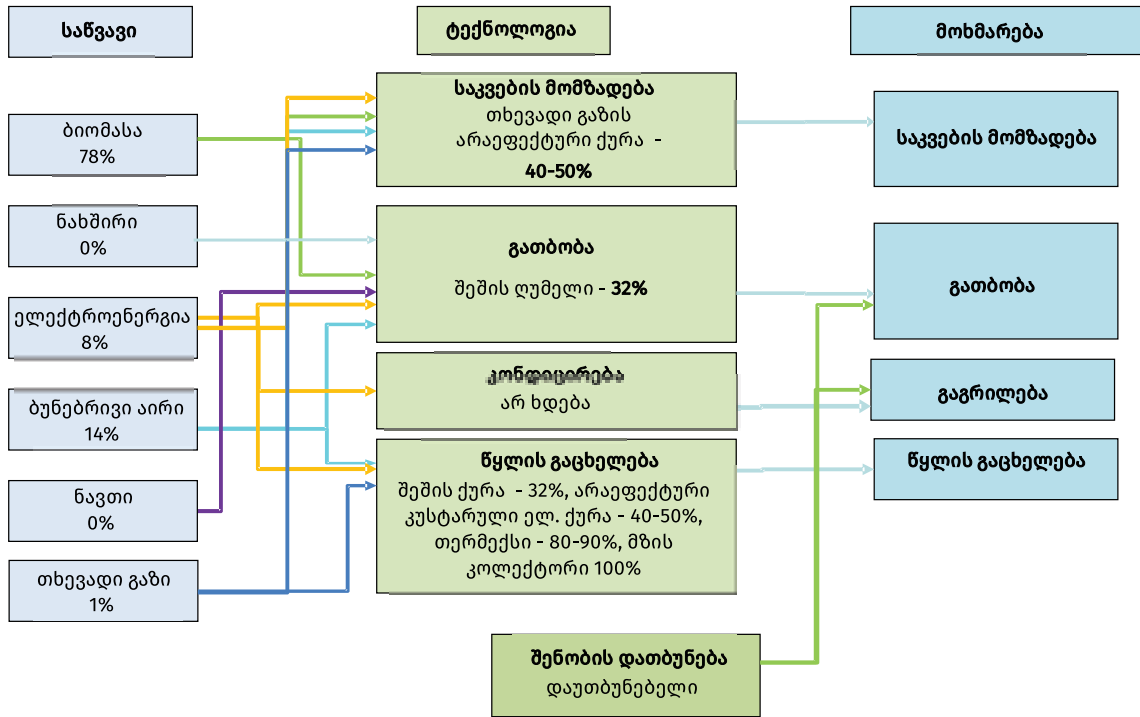 საწვავი
ტექნოლოგია
მოხმარება
ბიომასა
78%
ნახშირი
0%
ელექტროენერგია
8%
ბუნებრივი აირი
14%
ნავთი
0%
თხევადი გაზი
1%
საკვების მომზადება
თხევადი გაზის
არაეფექტური ქურა -
40-50%
გათბობა
შეშის ღუმელი - 32%
კონდიცირება
არ ხდება
წყლის გაცხელება
შეშის ქურა - 32%, არაეფექტური
კუსტარული ელ. ქურა - 40-50%,
თერმექსი - 80-90%, მზის
კოლექტორი 100%
შენობის დათბუნება
დაუთბუნებელი
საკვების მომზადება
გათბობა
გაგრილება
წყლის გაცხელება